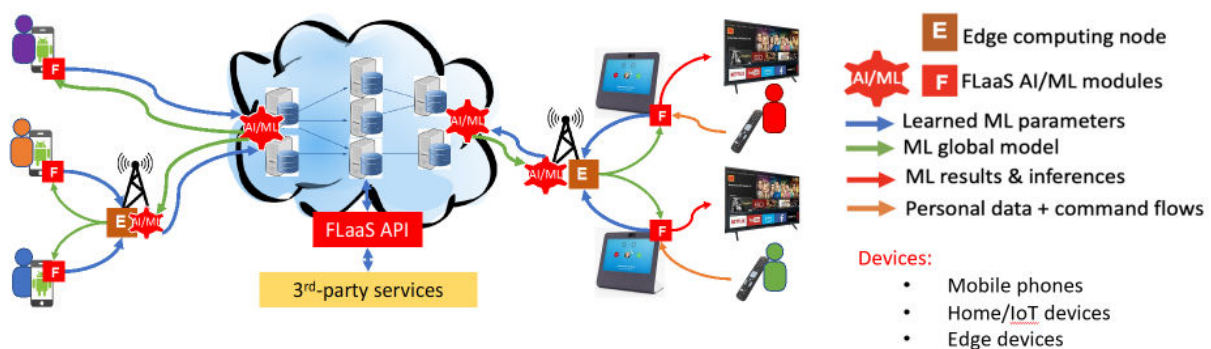 F
F
F
E
AI/ML
AI/ML
AI/ML
FLaaS API
3rd-party services
AI/ML
E
F
F
NETFLIX
NETFLIX
E Edge computing node
AI/ML F FLaaS AI/ML modules
Learned ML parameters
ML global model
ML results & inferences
Personal data + command flows
Devices:
• Mobile phones
• Home/IoT devices
• Edge devices